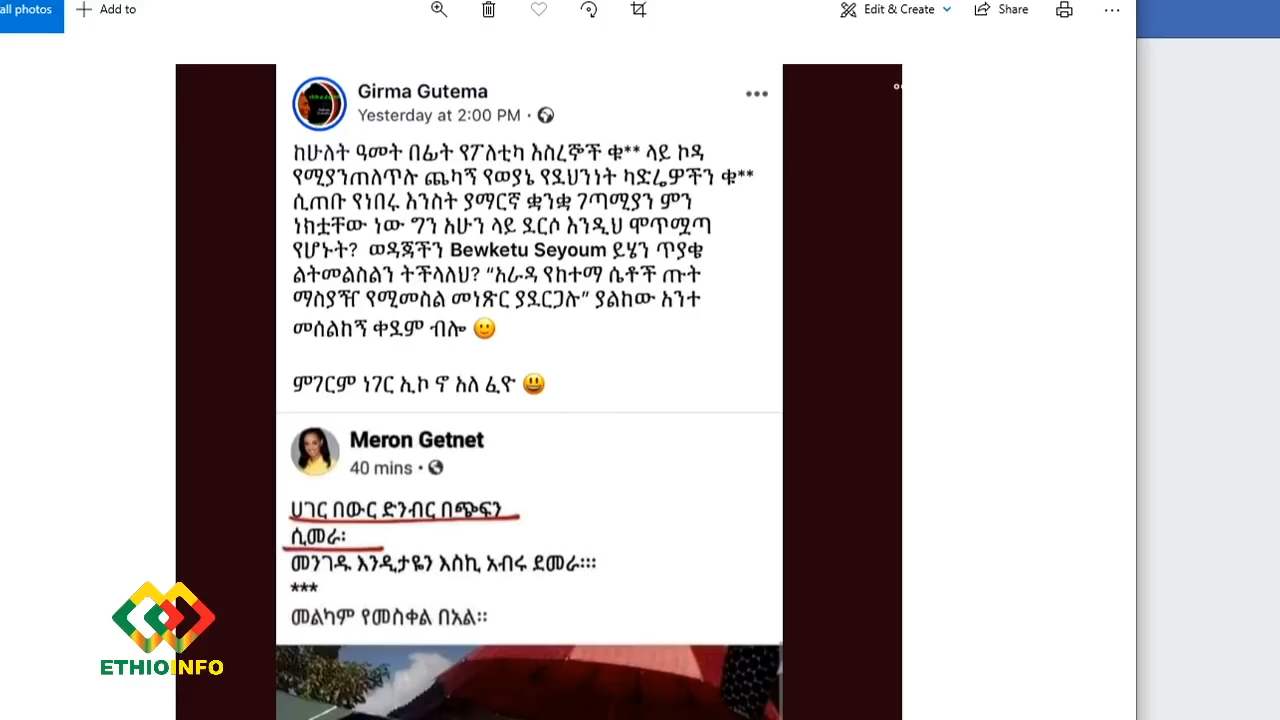 all photos
Add to
Edit & Create
Share
Girma Gutema
Yesterday at 2:00 PM ·
ከሁለት ዓመት በፊት የፖለቲካ እስረኞች ቁ** ላይ ኮዳ
የሚያንጠለጥሉ ጨካኝ የወያኔ የደህንነት ካድሬዎችን ቁ**
ሲጠቡ የነበሩ እንስት ያማርኛ ቋንቋ ገጣሚያን ምን
ነክቷቸው ነው ግን አሁን ላይ ደርሶ እንዲህ ሞጥሟጣ
የሆኑት? ወዳጃችን Bewketu Seyoum ይሄን ጥያቄ
ልትመልስልን ትችላለህ? “አራዳ የከተማ ሴቶች ጡት
ማስያዥ የሚመስል መነጽር ያደርጋሉ” ያልከው አንተ
መሰልከኝ ቀደም ብሎ 🙂
ምገርም ነገር ኢኮ ኖ አለ ፈዮ 😃
Meron Getnet
40 mins ·
ሀገር በውር ድንብር በጭፍን
ሲመራ፡
መንገዱ እንዲታዬን እስኪ አብሩ ደመራ፡፡፡
***
መልካም የመስቀል በአል።
ETHIOINFO